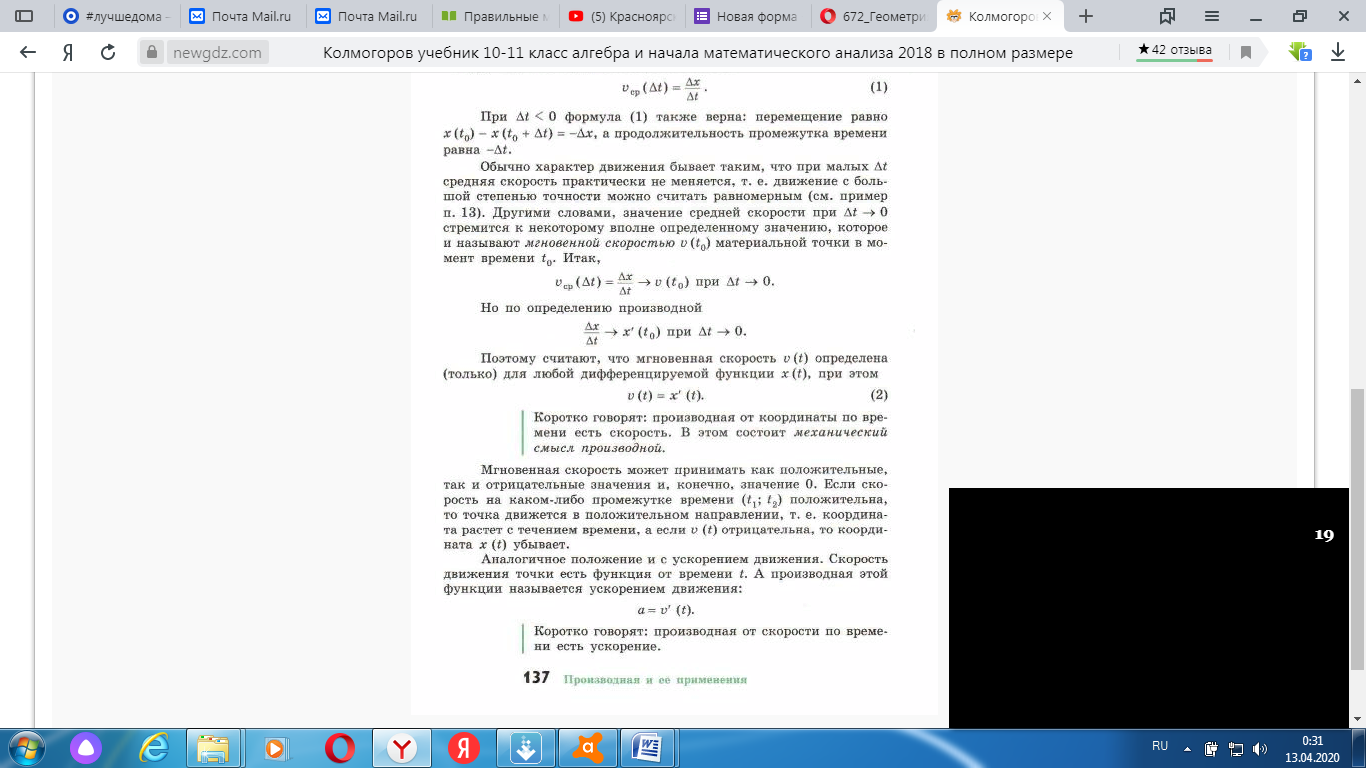 #лучшедома –
Почта Mail.ru
Почта Mail.ru
Правильные м
(5) Красноярс
Новая форма
672_Геометри
Колмогоров
newgdz.com
Колмогоров учебник 10-11 класс алгебра и начала математического анализа 2018 в полном размере
★42 отзыва
v ср (Δt) = Δx/Δt . (1)
При Δt < 0 формула (1) также верна: перемещение равно
x (t₀) – x (t₀ + Δt) = –Δx, а продолжительность промежутка времени
равна –Δt.
Обычно характер движения бывает таким, что при малых Δt
средняя скорость практически не меняется, т. е. движение с боль-
шой степенью точности можно считать равномерным (см. пример
п. 13). Другими словами, значение средней скорости при Δt → 0
стремится к некоторому вполне определенному значению, которое
и называют мгновенной скоростью v (t₀) материальной точки в мо-
мент времени t₀. Итак,
v ср (Δt) = Δx/Δt → v (t₀) при Δt → 0.
Но по определению производной
Δx/Δt → x′ (t₀) при Δt → 0.
Поэтому считают, что мгновенная скорость v (t) определена
(только) для любой дифференцируемой функции x (t), при этом
v (t) = x′ (t). (2)
Коротко говорят: производная от координаты по вре-
мени есть скорость. В этом состоит механический
смысл производной.
Мгновенная скорость может принимать как положительные,
так и отрицательные значения и, конечно, значение 0. Если ско-
рость на каком-либо промежутке времени (t₁; t₂) положительна,
то точка движется в положительном направлении, т. е. координа-
та растет с течением времени, а если v (t) отрицательна, то коорди-
ната x (t) убывает.
Аналогичное положение и с ускорением движения. Скорость
движения точки есть функция от времени t. А производная этой
функции называется ускорением движения:
a = v′ (t).
Коротко говорят: производная от скорости по време-
ни есть ускорение.
137 Производная и ее применения
19
RU
0:31
13.04.2020